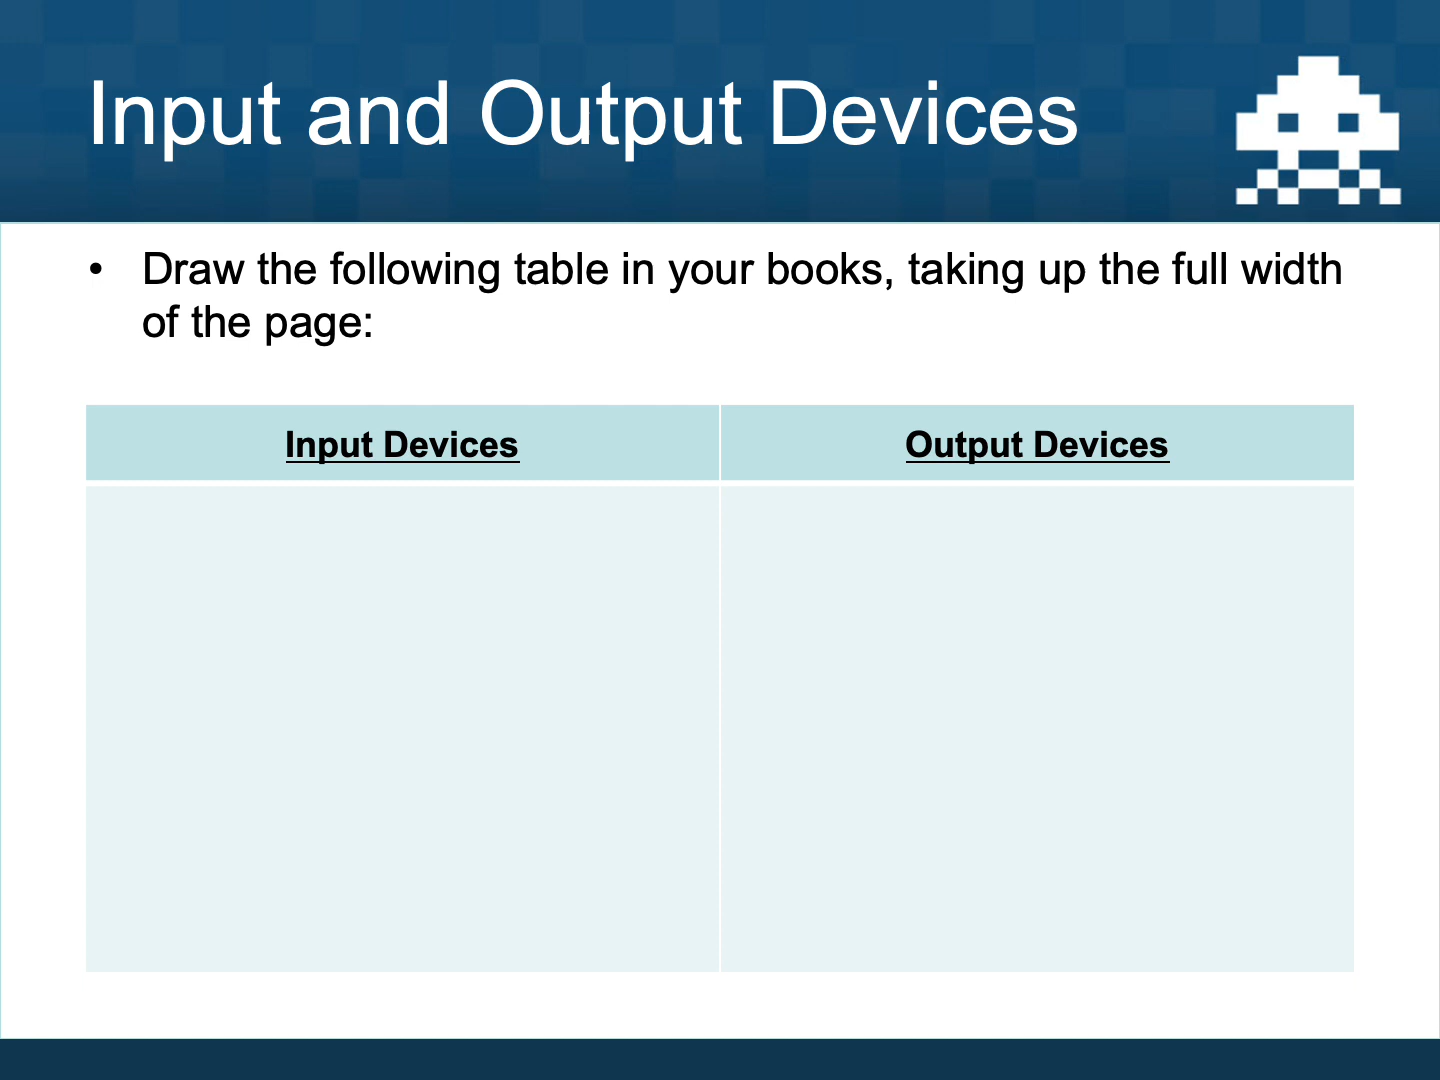 Input and Output Devices
• Draw the following table in your books, taking up the full width
of the page:
Input Devices
Output Devices